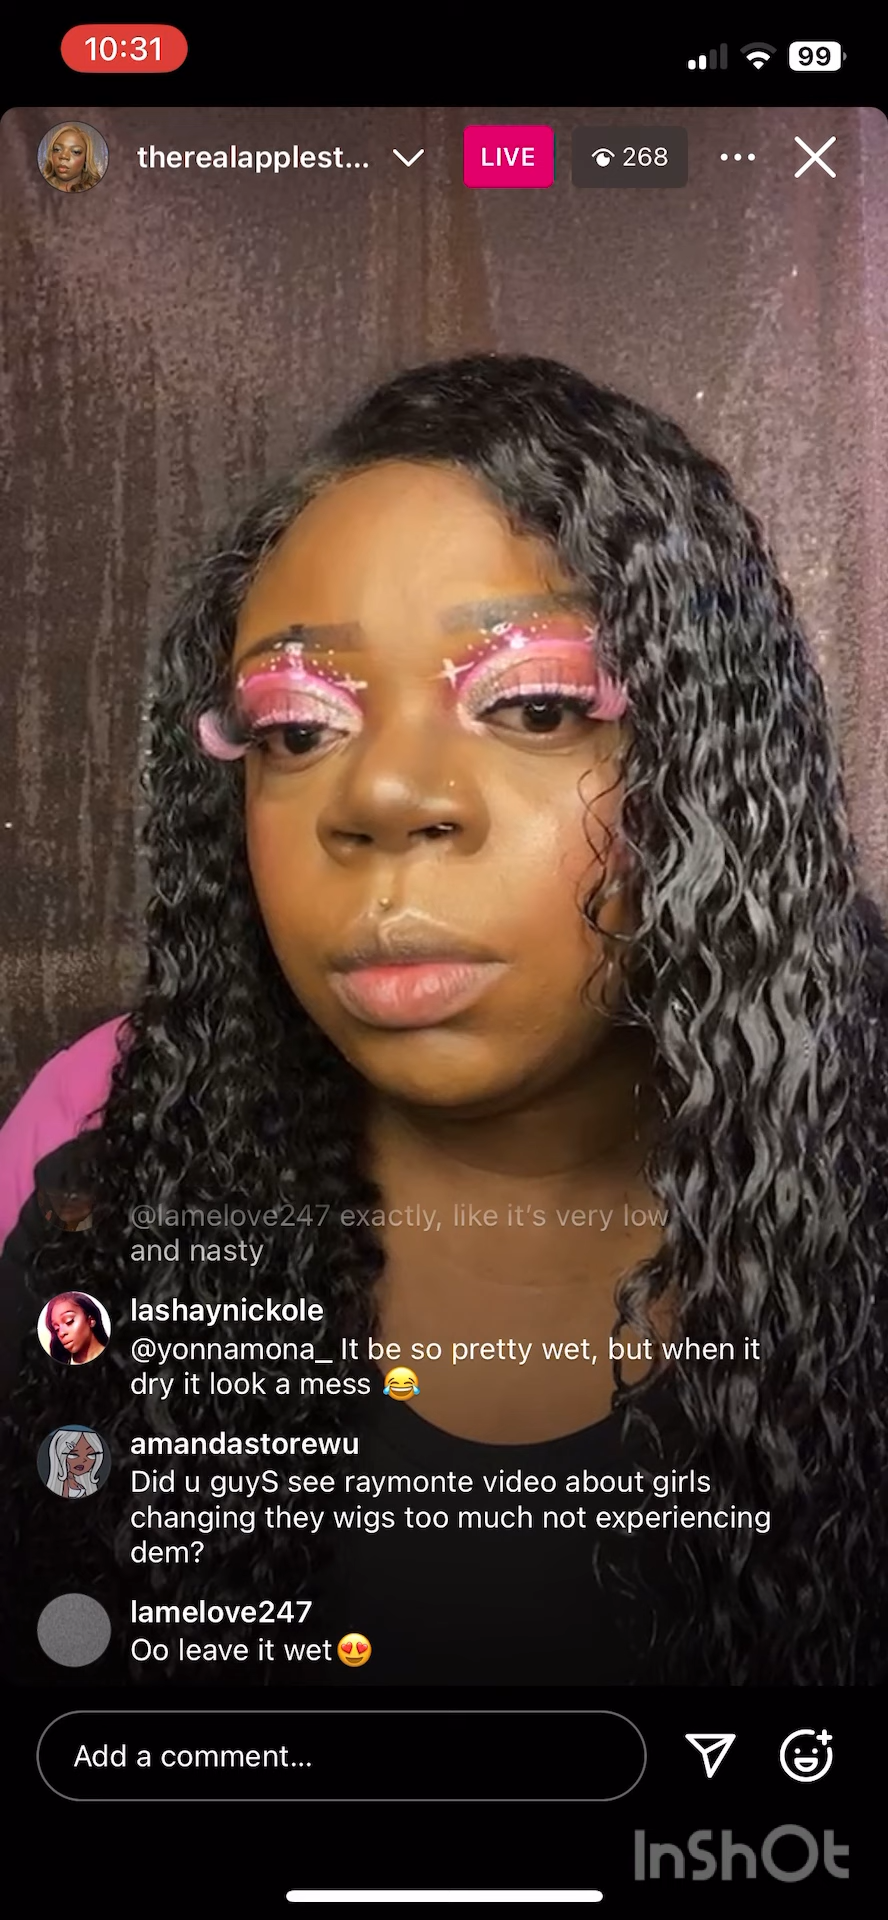 10:31
99
therealapplest...
LIVE
268
@lamelove247 exactly, like it's very low
and nasty
lashaynickole
@yonnamona_ It be so pretty wet, but when it
dry it look a mess 😂
amandastorewu
Did u guyS see raymonte video about girls
changing they wigs too much not experiencing
dem?
lamelove247
Oo leave it wet😍
Add a comment...
InShOt